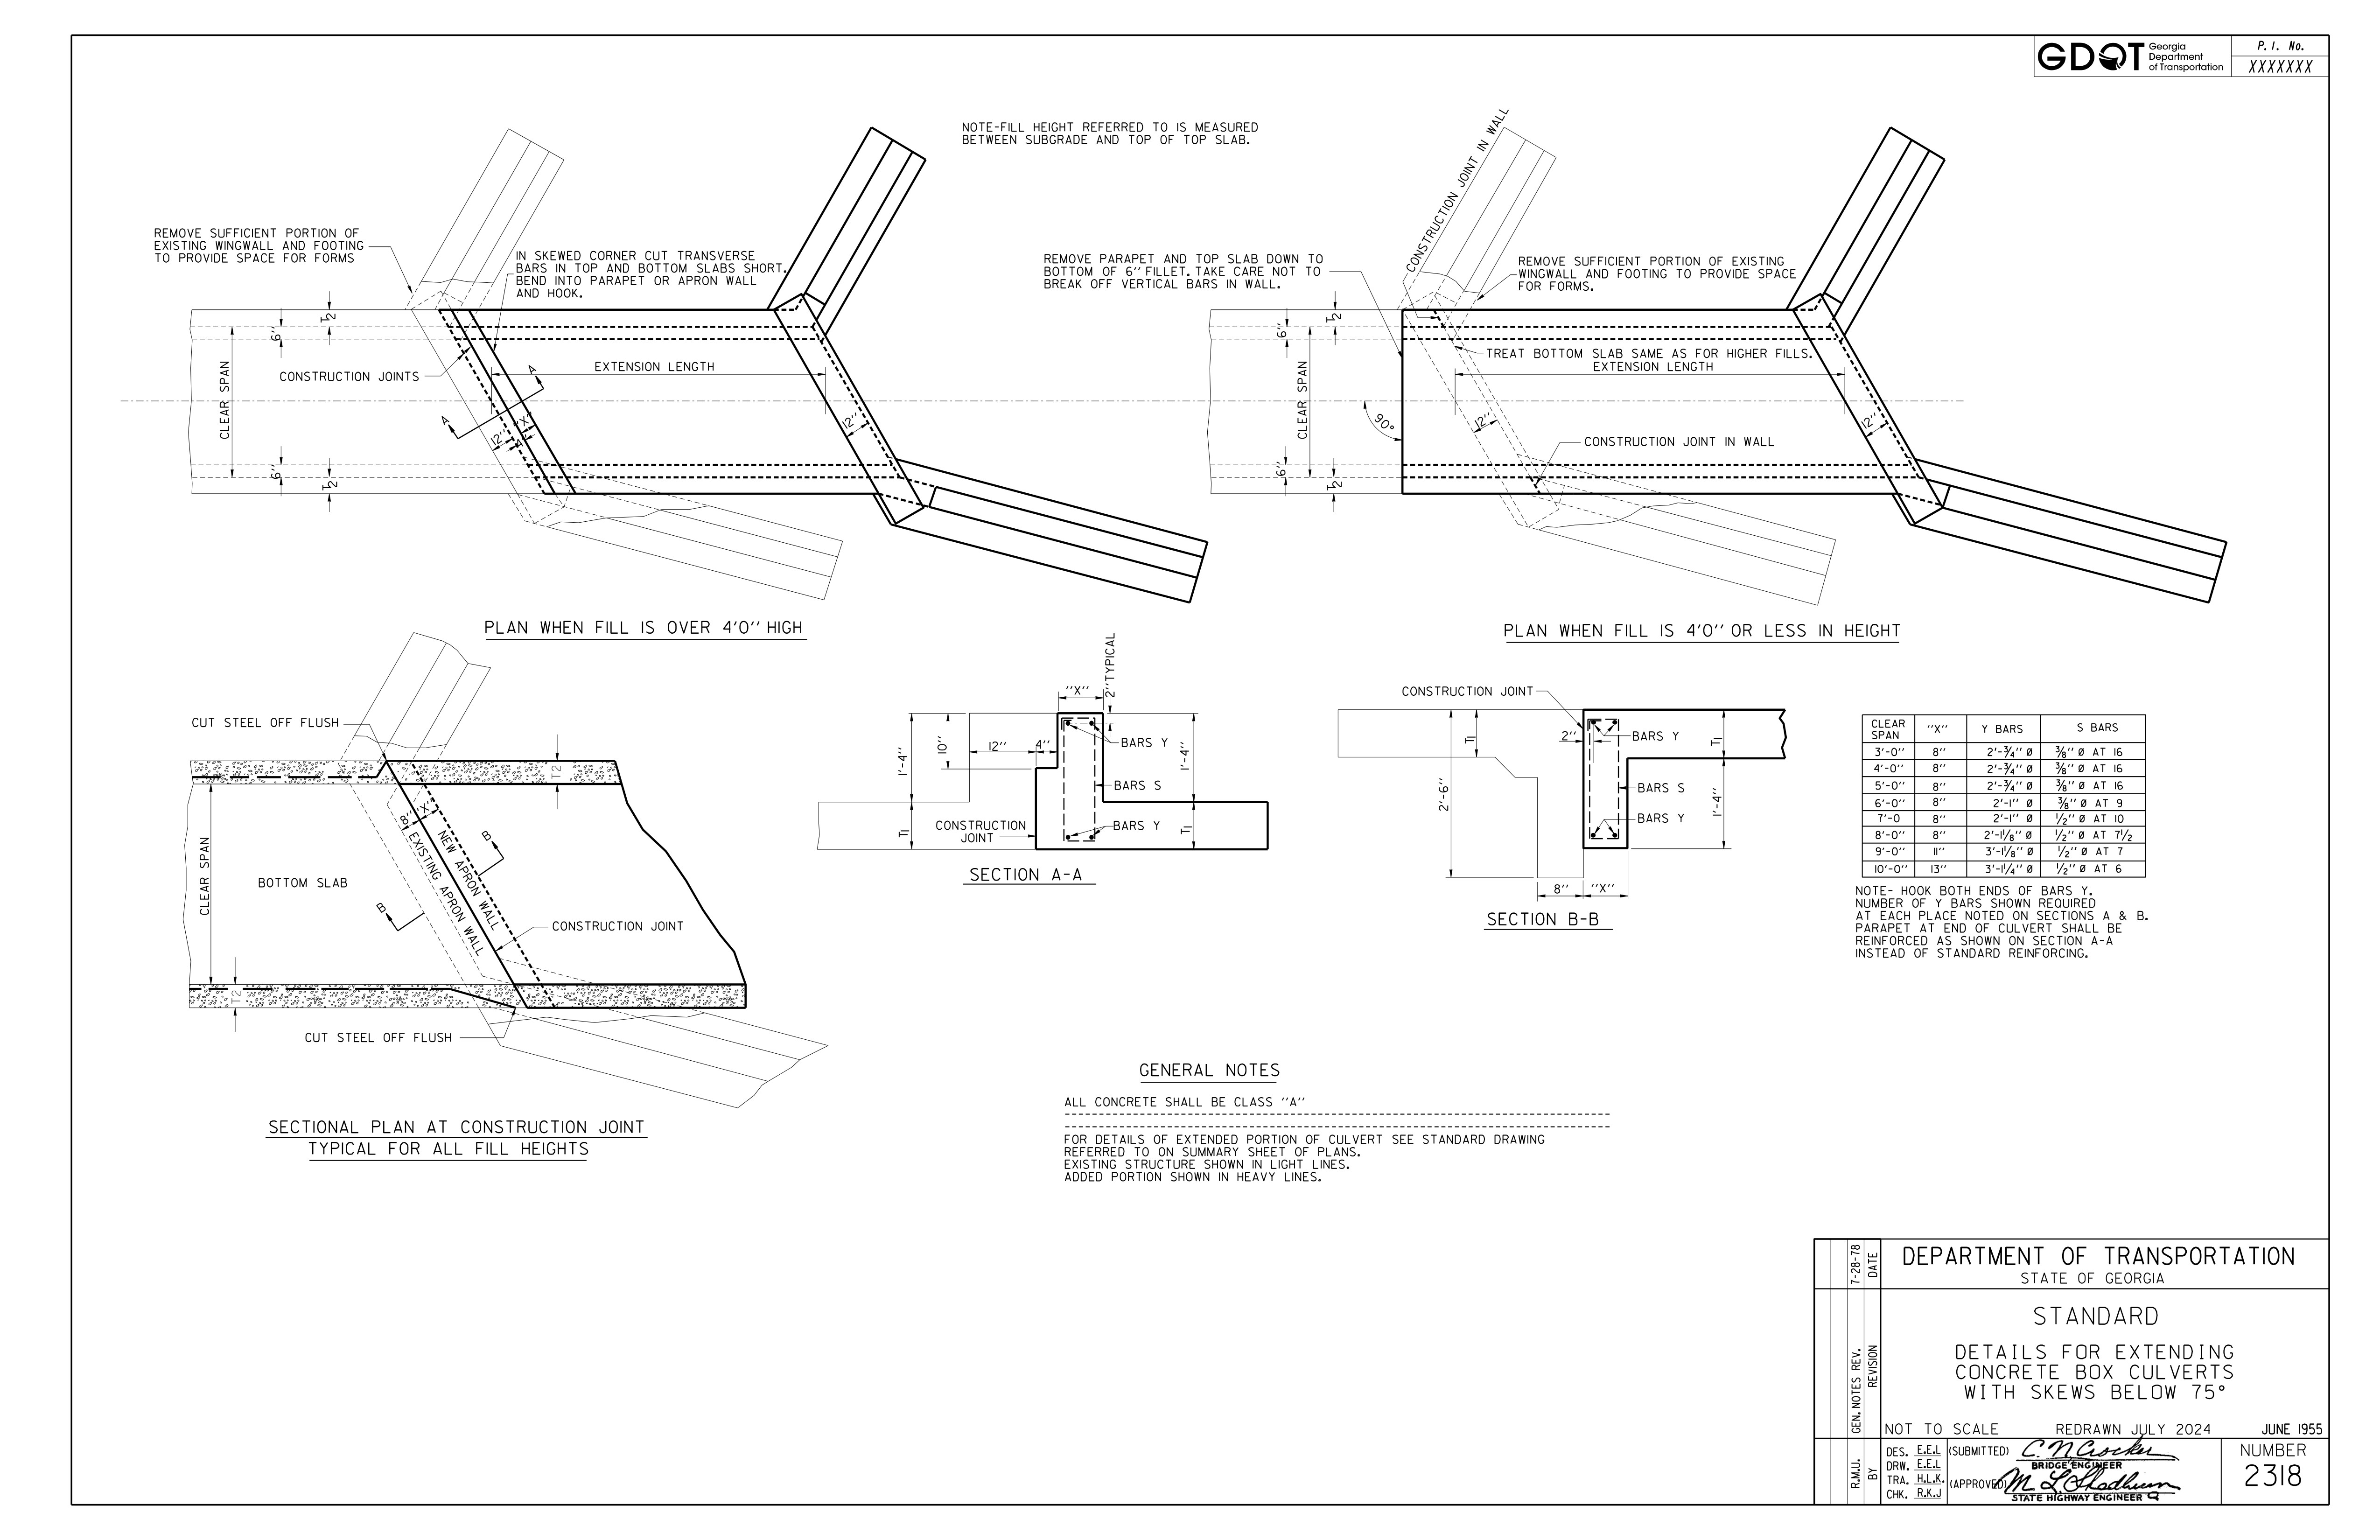 GDOT Georgia
Department
of Transportation
P. I. No.
XXXXXXX
NOTE-FILL HEIGHT REFERRED TO IS MEASURED
BETWEEN SUBGRADE AND TOP OF TOP SLAB.
REMOVE SUFFICIENT PORTION OF
EXISTING WINGWALL AND FOOTING
TO PROVIDE SPACE FOR FORMS
IN SKEWED CORNER CUT TRANSVERSE
BARS IN TOP AND BOTTOM SLABS SHORT.
BEND INTO PARAPET OR APRON WALL
AND HOOK.
T2
6''
CLEAR SPAN
CONSTRUCTION JOINTS
EXTENSION LENGTH
A
A
12''
4''
''X''
12''
6''
T2
PLAN WHEN FILL IS OVER 4'0'' HIGH
CONSTRUCTION JOINT IN WALL
REMOVE PARAPET AND TOP SLAB DOWN TO
BOTTOM OF 6'' FILLET. TAKE CARE NOT TO
BREAK OFF VERTICAL BARS IN WALL.
REMOVE SUFFICIENT PORTION OF EXISTING
WINGWALL AND FOOTING TO PROVIDE SPACE
FOR FORMS.
T2
6''
CLEAR SPAN
TREAT BOTTOM SLAB SAME AS FOR HIGHER FILLS.
EXTENSION LENGTH
90°
12''
12''
CONSTRUCTION JOINT IN WALL
6''
T2
PLAN WHEN FILL IS 4'0'' OR LESS IN HEIGHT
CUT STEEL OFF FLUSH
T2
CLEAR SPAN
BOTTOM SLAB
8''
''X''
EXISTING APRON WALL
NEW APRON WALL
B
B
CONSTRUCTION JOINT
T2
CUT STEEL OFF FLUSH
SECTIONAL PLAN AT CONSTRUCTION JOINT
TYPICAL FOR ALL FILL HEIGHTS
2''TYPICAL
''X''
1'-4''
10''
12''
4''
BARS Y
1'-4''
BARS S
T1
CONSTRUCTION
JOINT
BARS Y
T1
SECTION A-A
CONSTRUCTION JOINT
T1
2''
BARS Y
T1
2'-6''
BARS S
BARS Y
1'-4''
8''
''X''
SECTION B-B
CLEAR SPAN ''X'' Y BARS S BARS
3'-0'' 8'' 2'-3/4'' Ø 3/8'' Ø AT 16
4'-0'' 8'' 2'-3/4'' Ø 3/8'' Ø AT 16
5'-0'' 8'' 2'-3/4'' Ø 3/8'' Ø AT 16
6'-0'' 8'' 2'-1'' Ø 3/8'' Ø AT 9
7'-0 8'' 2'-1'' Ø 1/2'' Ø AT 10
8'-0'' 8'' 2'-1 1/8'' Ø 1/2'' Ø AT 7 1/2
9'-0'' 11'' 3'-1 1/8'' Ø 1/2'' Ø AT 7
10'-0'' 13'' 3'-1 1/4'' Ø 1/2'' Ø AT 6
NOTE- HOOK BOTH ENDS OF BARS Y.
NUMBER OF Y BARS SHOWN REQUIRED
AT EACH PLACE NOTED ON SECTIONS A & B.
PARAPET AT END OF CULVERT SHALL BE
REINFORCED AS SHOWN ON SECTION A-A
INSTEAD OF STANDARD REINFORCING.
GENERAL NOTES
ALL CONCRETE SHALL BE CLASS ''A''
FOR DETAILS OF EXTENDED PORTION OF CULVERT SEE STANDARD DRAWING
REFERRED TO ON SUMMARY SHEET OF PLANS.
EXISTING STRUCTURE SHOWN IN LIGHT LINES.
ADDED PORTION SHOWN IN HEAVY LINES.
7-28-78
DATE
GEN. NOTES REV.
REVISION
R.M.U.
BY
DEPARTMENT OF TRANSPORTATION
STATE OF GEORGIA
STANDARD
DETAILS FOR EXTENDING
CONCRETE BOX CULVERTS
WITH SKEWS BELOW 75°
NOT TO SCALE REDRAWN JULY 2024 JUNE 1955
DES. E.E.L
DRW. E.E.L
TRA. H.L.K.
CHK. R.K.J
(SUBMITTED) C. N. Crocker
BRIDGE ENGINEER
(APPROVED)
STATE HIGHWAY ENGINEER
NUMBER
2318